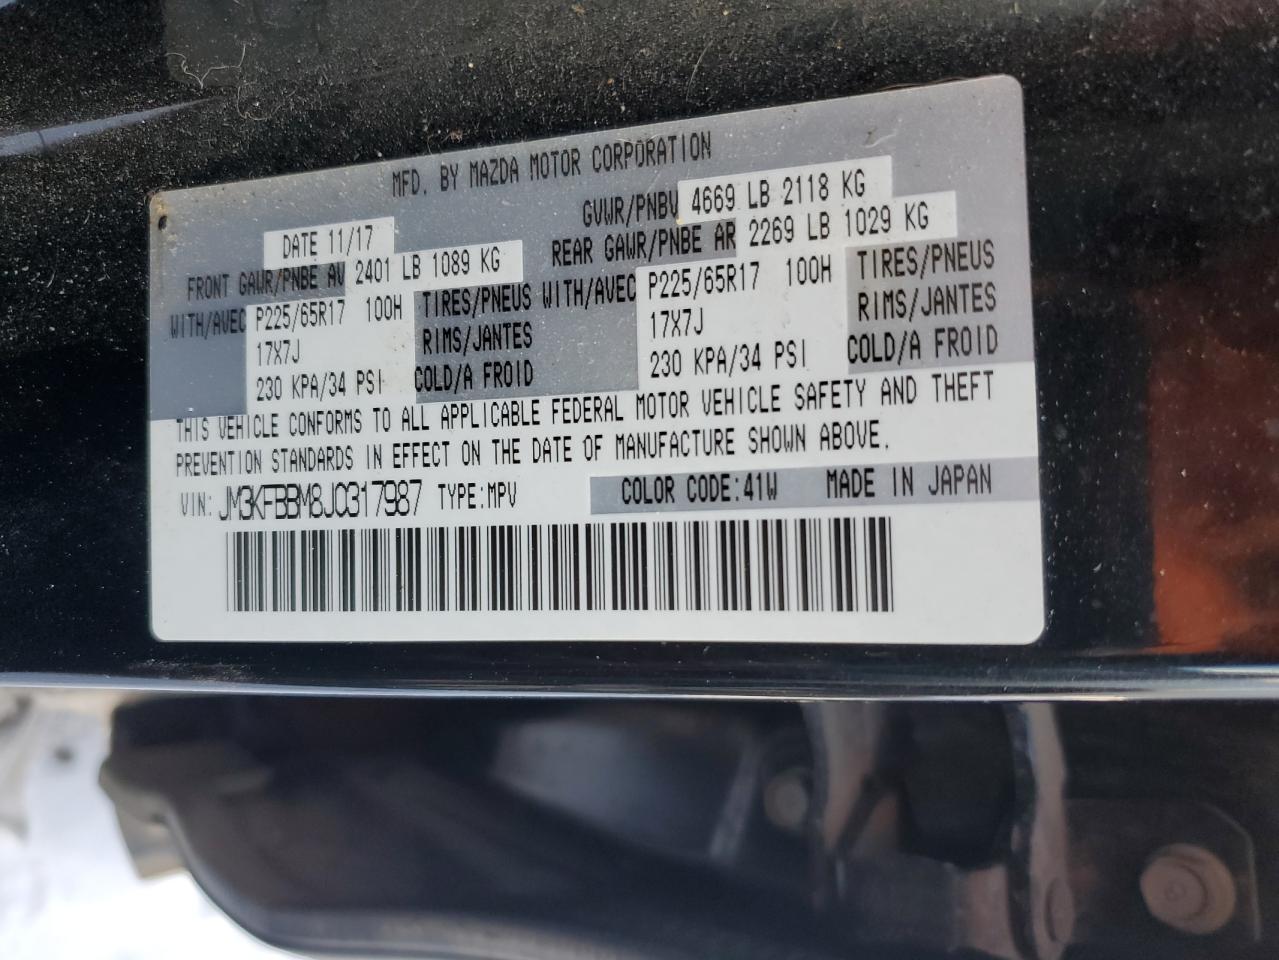 MFD. BY MAZDA MOTOR CORPORATION
DATE 11/17 GVWR/PNBV 4669 LB 2118 KG
FRONT GAWR/PNBE AV 2401 LB 1089 KG REAR GAWR/PNBE AR 2269 LB 1029 KG
WITH/AVEC P225/65R17 100H TIRES/PNEUS WITH/AVEC P225/65R17 100H TIRES/PNEUS
17X7J RIMS/JANTES 17X7J RIMS/JANTES
230 KPA/34 PSI COLD/A FROID 230 KPA/34 PSI COLD/A FROID
THIS VEHICLE CONFORMS TO ALL APPLICABLE FEDERAL MOTOR VEHICLE SAFETY AND THEFT
PREVENTION STANDARDS IN EFFECT ON THE DATE OF MANUFACTURE SHOWN ABOVE.
VIN: JM3KFBBM8J0317987 TYPE:MPV COLOR CODE:41W MADE IN JAPAN